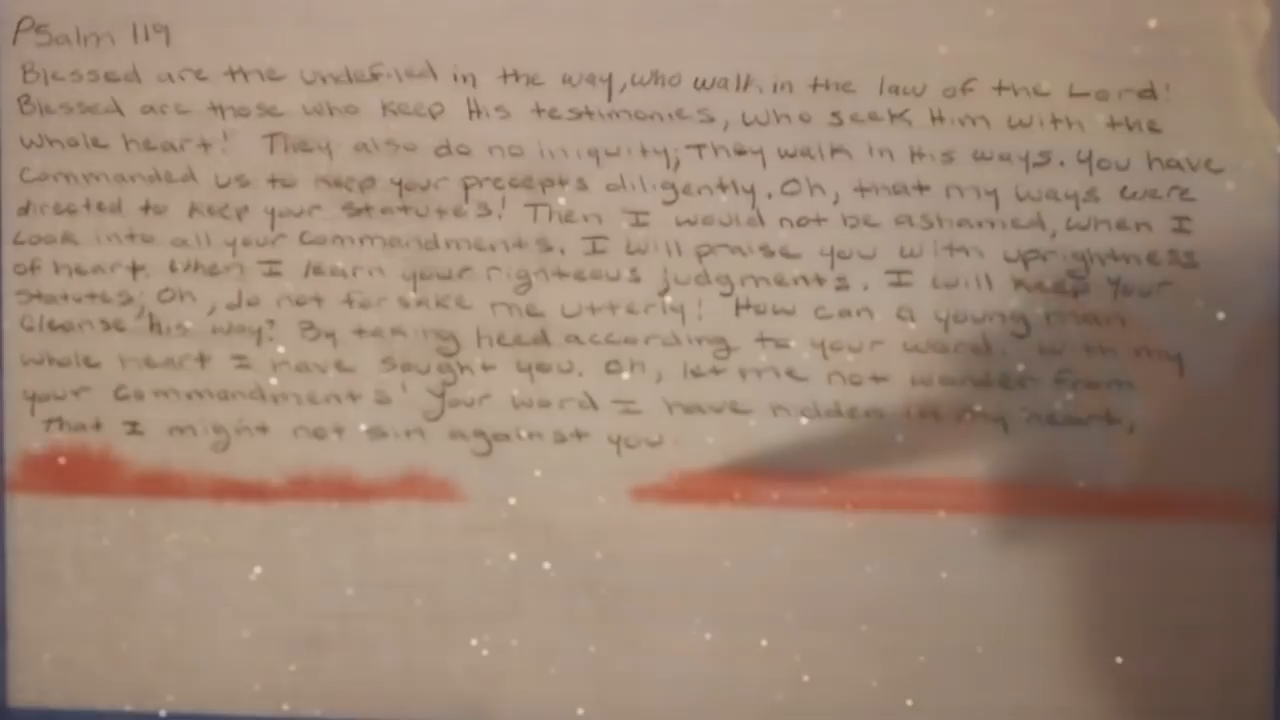 Psalm 119
Blessed are the undefiled in the way, who walk in the law of the Lord!
Blessed are those who keep His testimonies, who seek Him with the
whole heart! They also do no iniquity; They walk in His ways. You have
Commanded us to keep your precepts diligently. Oh, that my ways were
directed to keep your statutes! Then I would not be ashamed, when I
Look into all your commandments. I will praise you with uprightness
of heart, when I learn your righteous judgments. I will keep your
Statutes; Oh, do not forsake me utterly! How can a young man
Cleanse his way? By taking heed according to your word. With my
whole heart I have sought you. Oh, let me not wander from
your Commandments! Your word I have hidden in my heart,
That I might not sin against you.